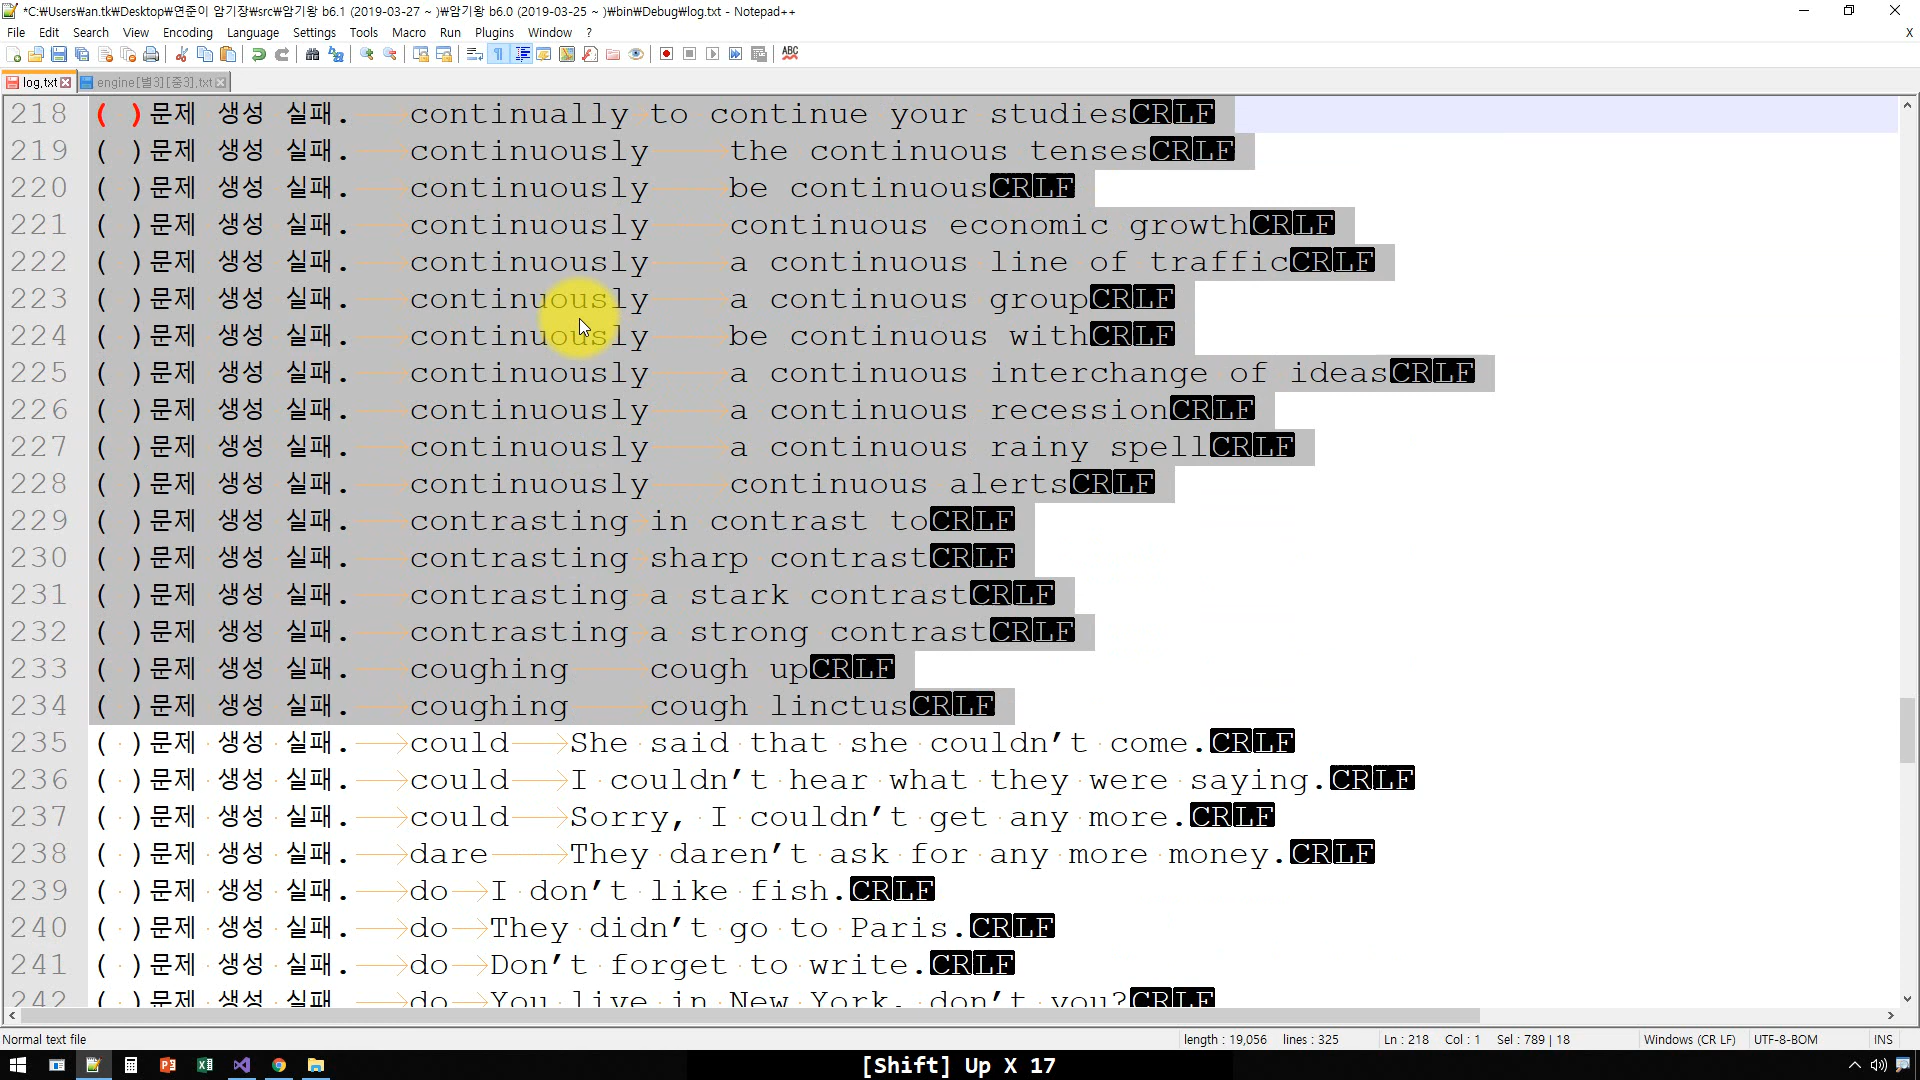 *C:\Users\an.tk\Desktop\연준이 암기장\src\암기왕 b6.1 (2019-03-27 ~ )\암기왕 b6.0 (2019-03-25 ~ )\bin\Debug\log.txt - Notepad++
File Edit Search View Encoding Language Settings Tools Macro Run Plugins Window ? X
ABC
log.txt engine[별3][중3].txt
218 ( )문제 생성 실패. continually to continue your studiesCRLF
219 ( )문제 생성 실패. continuously the continuous tensesCRLF
220 ( )문제 생성 실패. continuously be continuousCRLF
221 ( )문제 생성 실패. continuously continuous economic growthCRLF
222 ( )문제 생성 실패. continuously a continuous line of trafficCRLF
223 ( )문제 생성 실패. continuously a continuous groupCRLF
224 ( )문제 생성 실패. continuously be continuous withCRLF
225 ( )문제 생성 실패. continuously a continuous interchange of ideasCRLF
226 ( )문제 생성 실패. continuously a continuous recessionCRLF
227 ( )문제 생성 실패. continuously a continuous rainy spellCRLF
228 ( )문제 생성 실패. continuously continuous alertsCRLF
229 ( )문제 생성 실패. contrasting in contrast toCRLF
230 ( )문제 생성 실패. contrasting sharp contrastCRLF
231 ( )문제 생성 실패. contrasting a stark contrastCRLF
232 ( )문제 생성 실패. contrasting a strong contrastCRLF
233 ( )문제 생성 실패. coughing cough upCRLF
234 ( )문제 생성 실패. coughing cough linctusCRLF
235 ( )문제 생성 실패. could She said that she couldn't come.CRLF
236 ( )문제 생성 실패. could I couldn't hear what they were saying.CRLF
237 ( )문제 생성 실패. could Sorry, I couldn't get any more.CRLF
238 ( )문제 생성 실패. dare They daren't ask for any more money.CRLF
239 ( )문제 생성 실패. do I don't like fish.CRLF
240 ( )문제 생성 실패. do They didn't go to Paris.CRLF
241 ( )문제 생성 실패. do Don't forget to write.CRLF
242 ( )문제 생성 실패. do You live in New York, don't you?CRLF
Normal text file length : 19,056 lines : 325 Ln : 218 Col : 1 Sel : 789 | 18 Windows (CR LF) UTF-8-BOM INS
[Shift] Up X 17